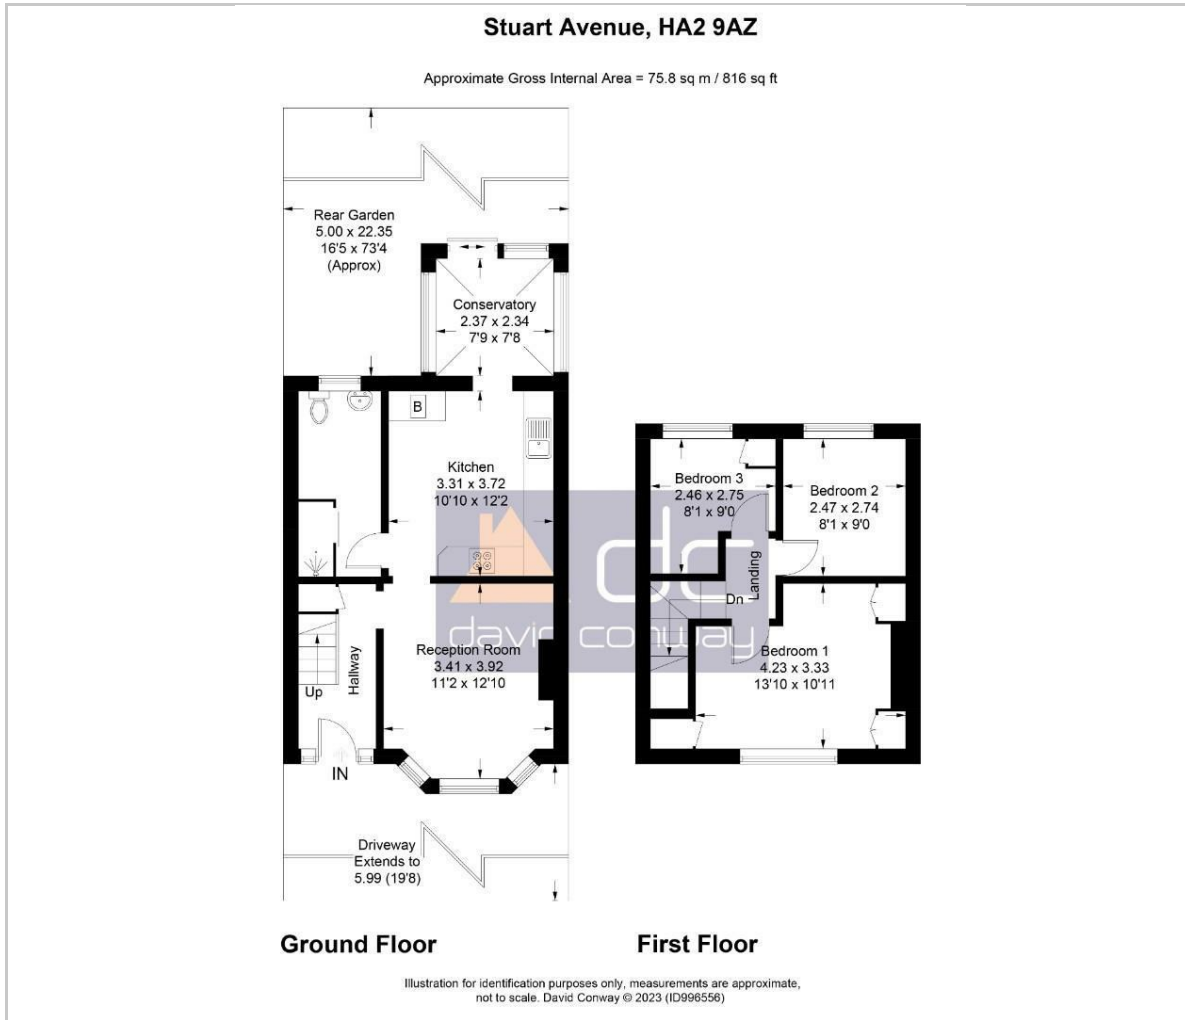 Stuart Avenue, HA2 9AZ
Approximate Gross Internal Area = 75.8 sq m / 816 sq ft
Rear Garden
5.00 x 22.35
16'5 x 73'4
(Approx)
Conservatory
2.37 x 2.34
7'9 x 7'8
B
Kitchen
3.31 x 3.72
10'10 x 12'2
Reception Room
3.41 x 3.92
11'2 x 12'10
Hallway
Up
IN
Driveway
Extends to
5.99 (19'8)
Bedroom 3
2.46 x 2.75
8'1 x 9'0
Bedroom 2
2.47 x 2.74
8'1 x 9'0
Landing
Dn
Bedroom 1
4.23 x 3.33
13'10 x 10'11
dc
david conway
Ground Floor
First Floor
Illustration for identification purposes only, measurements are approximate,
not to scale. David Conway © 2023 (ID996556)